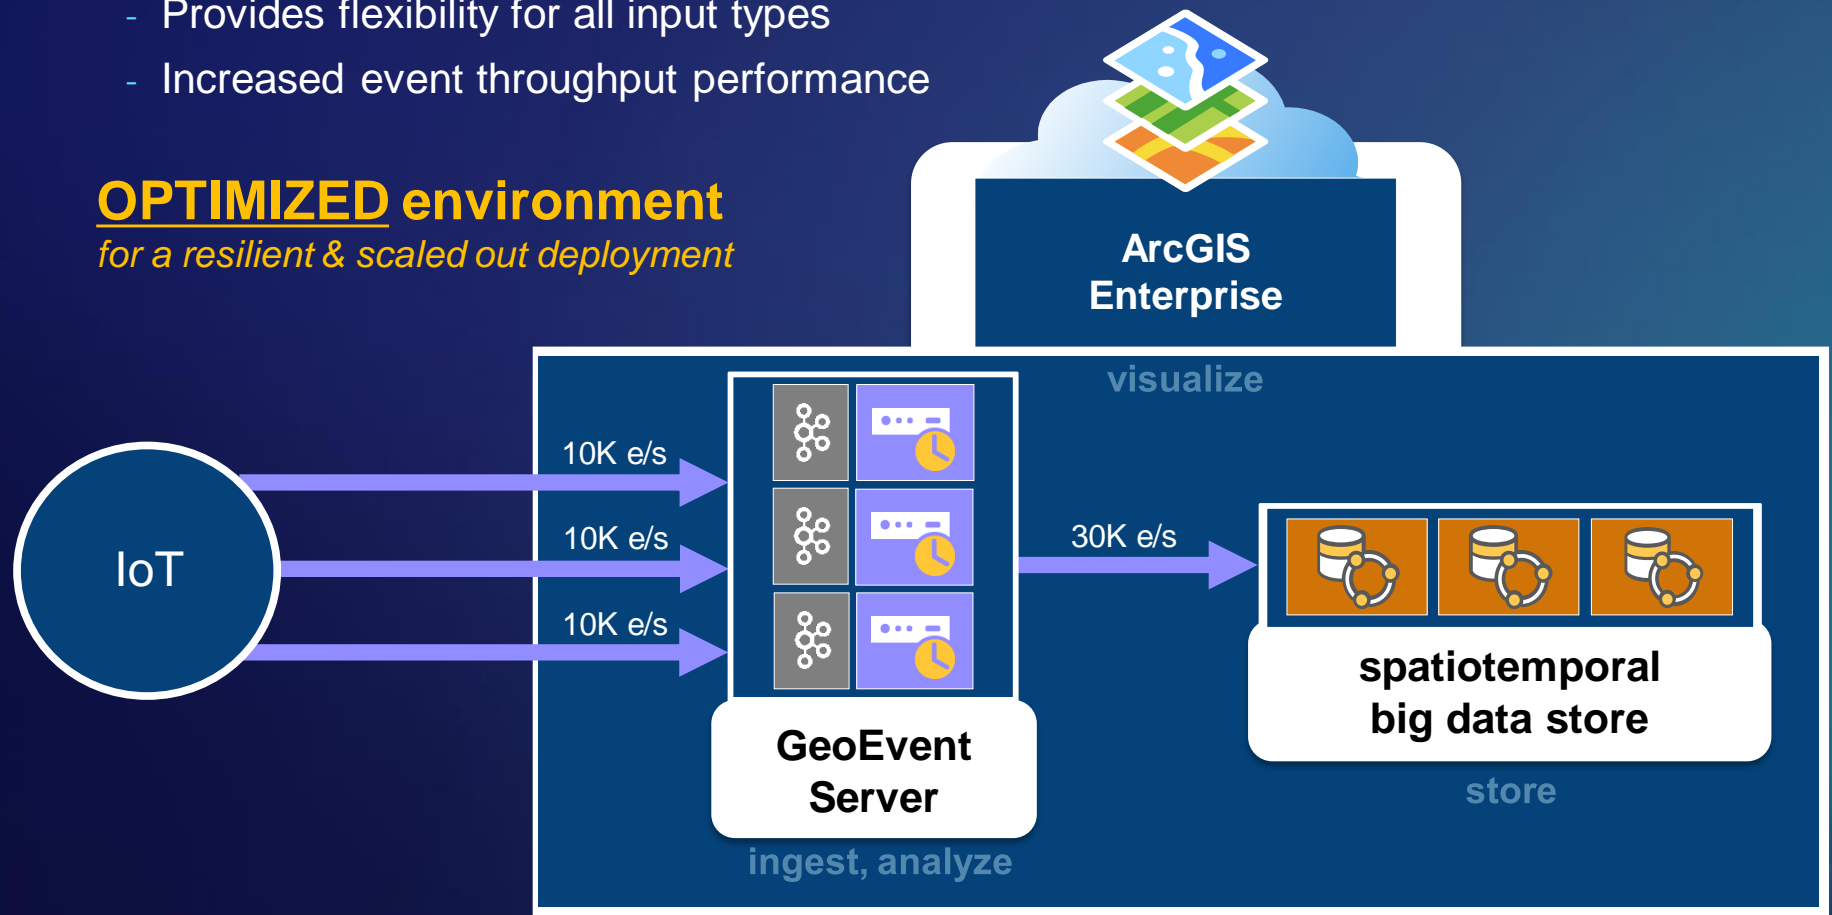 - Provides flexibility for all input types
- Increased event throughput performance
OPTIMIZED environment
for a resilient & scaled out deployment
ArcGIS
Enterprise
visualize
10K e/s
10K e/s
10K e/s
IoT
30K e/s
GeoEvent
Server
ingest, analyze
spatiotemporal
big data store
store